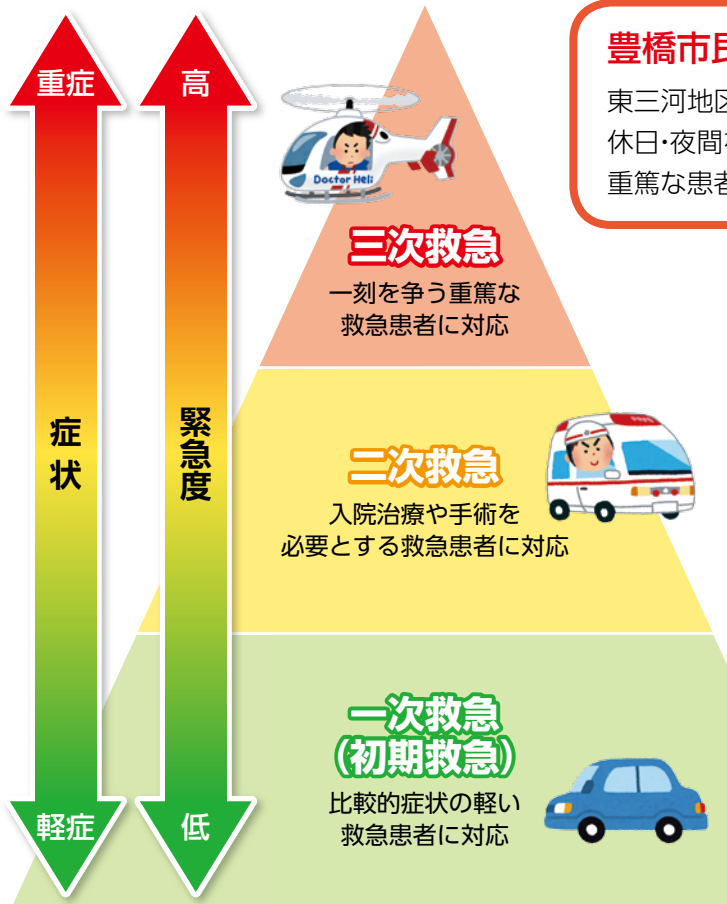 重症
高
症状
緊急度
軽症
低
Doctor Heli
三次救急
一刻を争う重篤な
救急患者に対応
二次救急
入院治療や手術を
必要とする救急患者に対応
一次救急
(初期救急)
比較的症状の軽い
救急患者に対応
豊橋市民
東三河地区
休日・夜間
重篤な患者